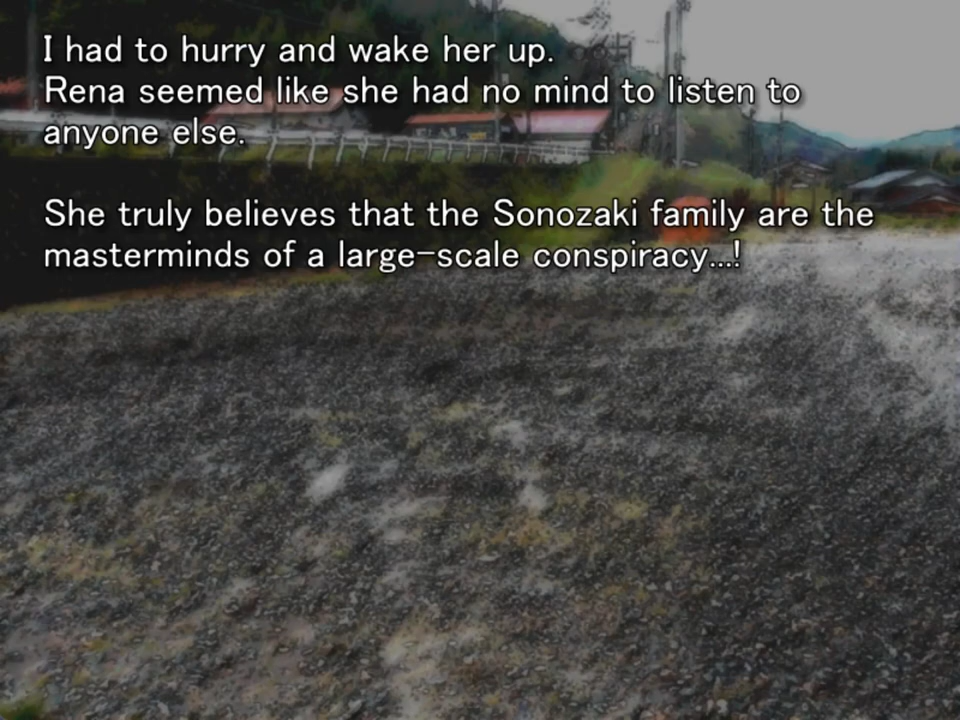 I had to hurry and wake her up.
Rena seemed like she had no mind to listen to
anyone else.
She truly believes that the Sonozaki family are the
masterminds of a large-scale conspiracy...!